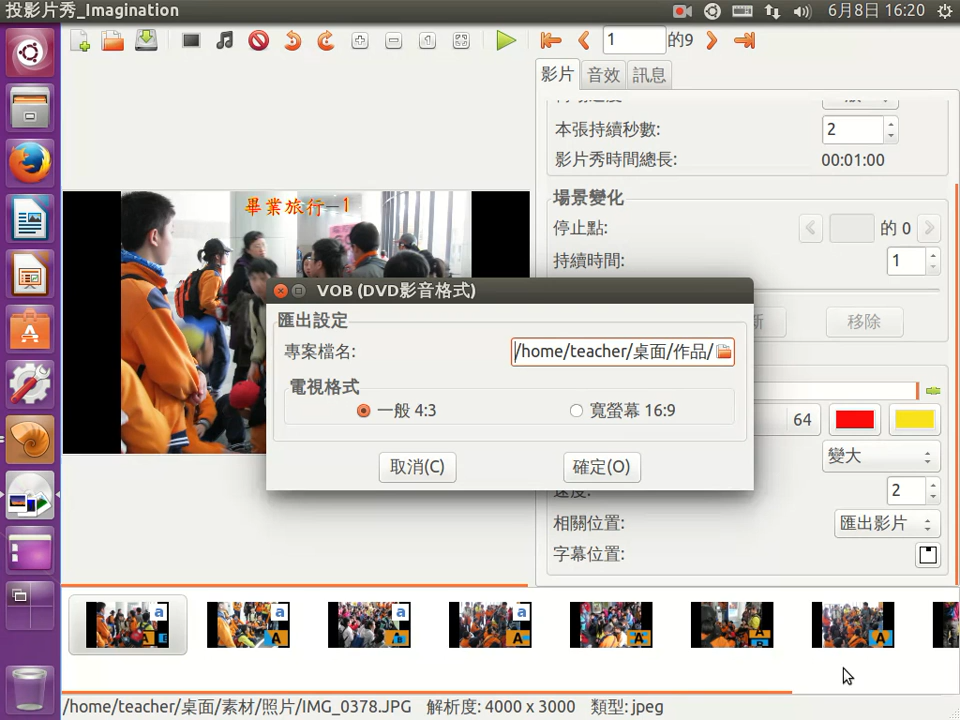 投影片秀_Imagination
6月8日 16:20
1 的9
影片 音效 訊息
本張持續秒數: 2
影片秀時間總長: 00:01:00
場景變化
停止點: 的 0
持續時間: 1
移除
畢業旅行—1
VOB (DVD影音格式)
匯出設定
專案檔名: /home/teacher/桌面/作品/
電視格式
一般 4:3 寬螢幕 16:9
取消(C) 確定(O)
64
變大
速度: 2
相關位置: 匯出影片
字幕位置:
/home/teacher/桌面/素材/照片/IMG_0378.JPG 解析度: 4000 x 3000 類型: jpeg